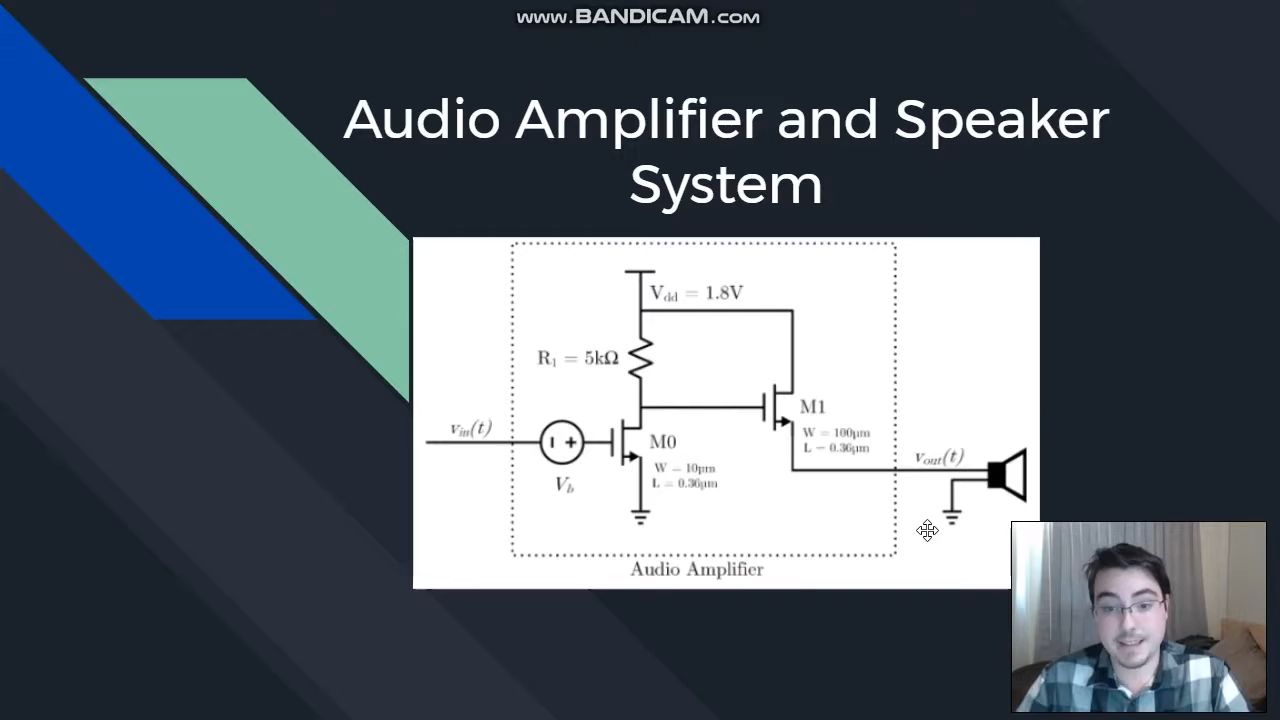 www.BANDICAM.com
Audio Amplifier and Speaker
System
Vdd = 1.8V
R1 = 5kΩ
M1
W = 100μm
L = 0.36μm
vin(t)
M0
W = 10μm
L = 0.36μm
Vb
vout(t)
Audio Amplifier